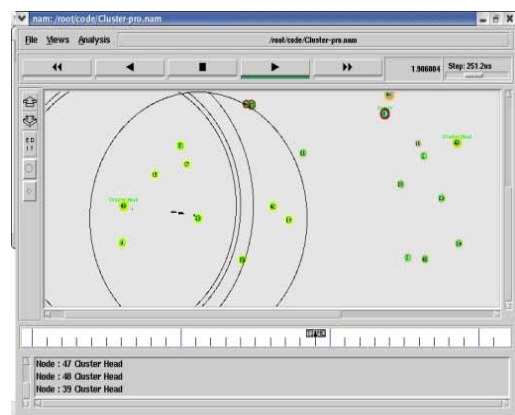 nam: /root/code/Cluster-pro.nam
File Views Analysis /root/code/Cluster-pro.nam
1.906004 Step: 251.2us
Cluster Head
Cluster Head
Node : 47 Cluster Head
Node : 48 Cluster Head
Node : 39 Cluster Head